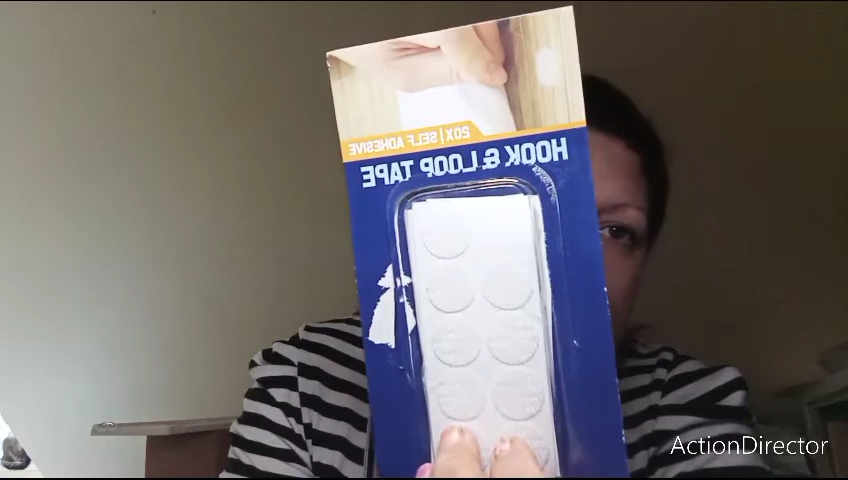 20X | SELF ADHESIVE
HOOK & LOOP TAPE
ActionDirector